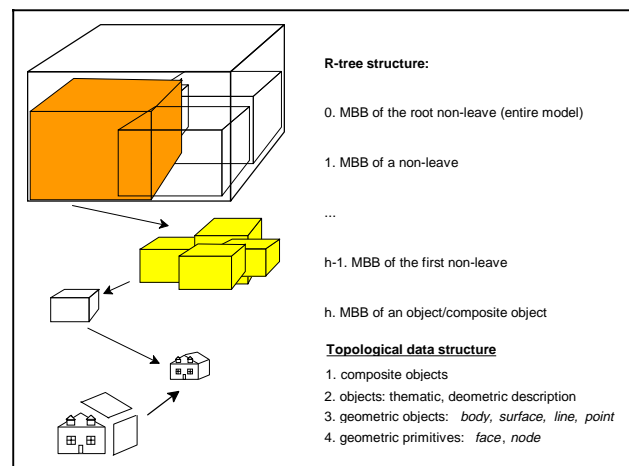 R-tree structure:
0. MBB of the root non-leave (entire model)
1. MBB of a non-leave
...
h-1. MBB of the first non-leave
h. MBB of an object/composite object
Topological data structure
1. composite objects
2. objects: thematic, deometric description
3. geometric objects: body, surface, line, point
4. geometric primitives: face, node